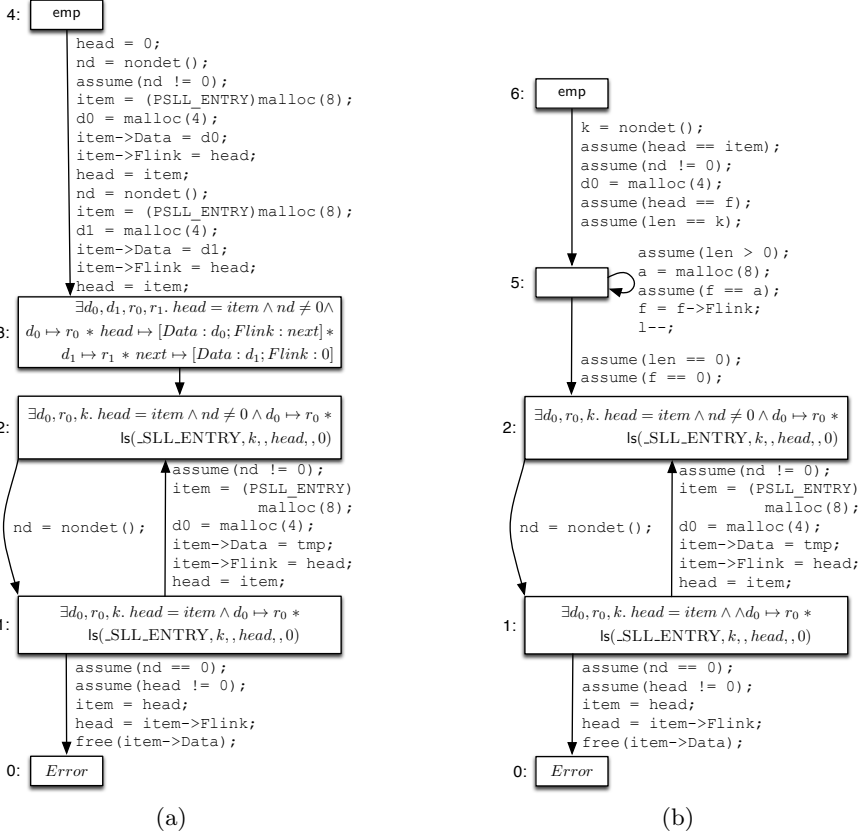 4:
emp
head = 0;
nd = nondet();
assume(nd != 0);
item = (PSLL_ENTRY)malloc(8);
d0 = malloc(4);
item->Data = d0;
item->Flink = head;
head = item;
nd = nondet();
item = (PSLL_ENTRY)malloc(8);
d1 = malloc(4);
item->Data = d1;
item->Flink = head;
head = item;
3:
∃d₀, d₁, r₀, r₁. head = item ∧ nd ≠ 0∧
d₀ ↦ r₀ * head ↦ [Data : d₀; Flink : next] *
d₁ ↦ r₁ * next ↦ [Data : d₁; Flink : 0]
2:
∃d₀, r₀, k. head = item ∧ nd ≠ 0 ∧ d₀ ↦ r₀ *
ls(_SLL_ENTRY, k, , head, , 0)
nd = nondet();
assume(nd != 0);
item = (PSLL_ENTRY)
malloc(8);
d0 = malloc(4);
item->Data = tmp;
item->Flink = head;
head = item;
1:
∃d₀, r₀, k. head = item ∧ d₀ ↦ r₀ *
ls(_SLL_ENTRY, k, , head, , 0)
assume(nd == 0);
assume(head != 0);
item = head;
head = item->Flink;
free(item->Data);
0:
Error
(a)
6:
emp
k = nondet();
assume(head == item);
assume(nd != 0);
d0 = malloc(4);
assume(head == f);
assume(len == k);
5:
assume(len > 0);
a = malloc(8);
assume(f == a);
f = f->Flink;
l--;
assume(len == 0);
assume(f == 0);
2:
∃d₀, r₀, k. head = item ∧ nd ≠ 0 ∧ d₀ ↦ r₀ *
ls(_SLL_ENTRY, k, , head, , 0)
nd = nondet();
assume(nd != 0);
item = (PSLL_ENTRY)
malloc(8);
d0 = malloc(4);
item->Data = tmp;
item->Flink = head;
head = item;
1:
∃d₀, r₀, k. head = item ∧ ∧d₀ ↦ r₀ *
ls(_SLL_ENTRY, k, , head, , 0)
assume(nd == 0);
assume(head != 0);
item = head;
head = item->Flink;
free(item->Data);
0:
Error
(b)